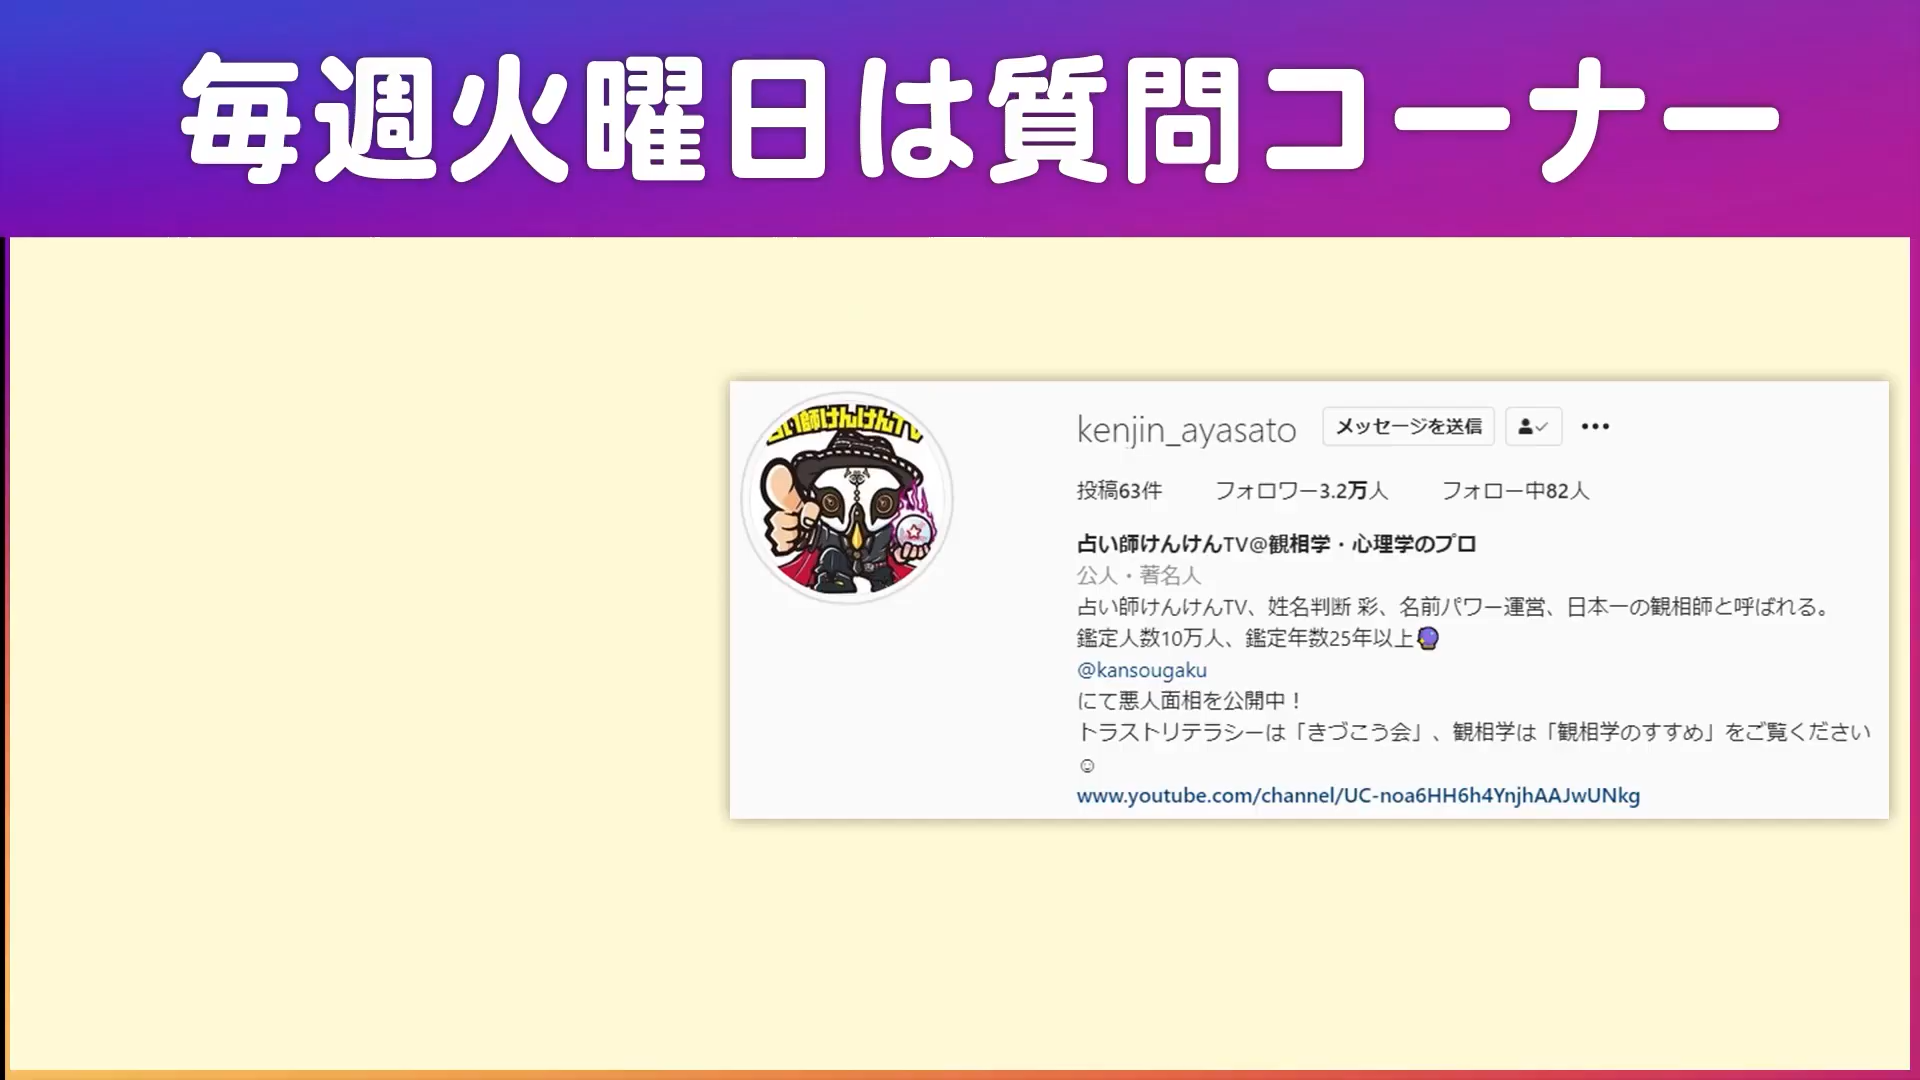 毎週火曜日は質問コーナー
占い師けんけんTV
kenjin_ayasato メッセージを送信
投稿63件 フォロワー3.2万人 フォロー中82人
占い師けんけんTV@観相学・心理学のプロ
公人・著名人
占い師けんけんTV、姓名判断 彩、名前パワー運営、日本一の観相師と呼ばれる。
鑑定人数10万人、鑑定年数25年以上🔮
@kansougaku
にて悪人面相を公開中！
トラストリテラシーは「きづこう会」、観相学は「観相学のすすめ」をご覧ください
☺
www.youtube.com/channel/UC-noa6HH6h4YnjhAAJwUNkg